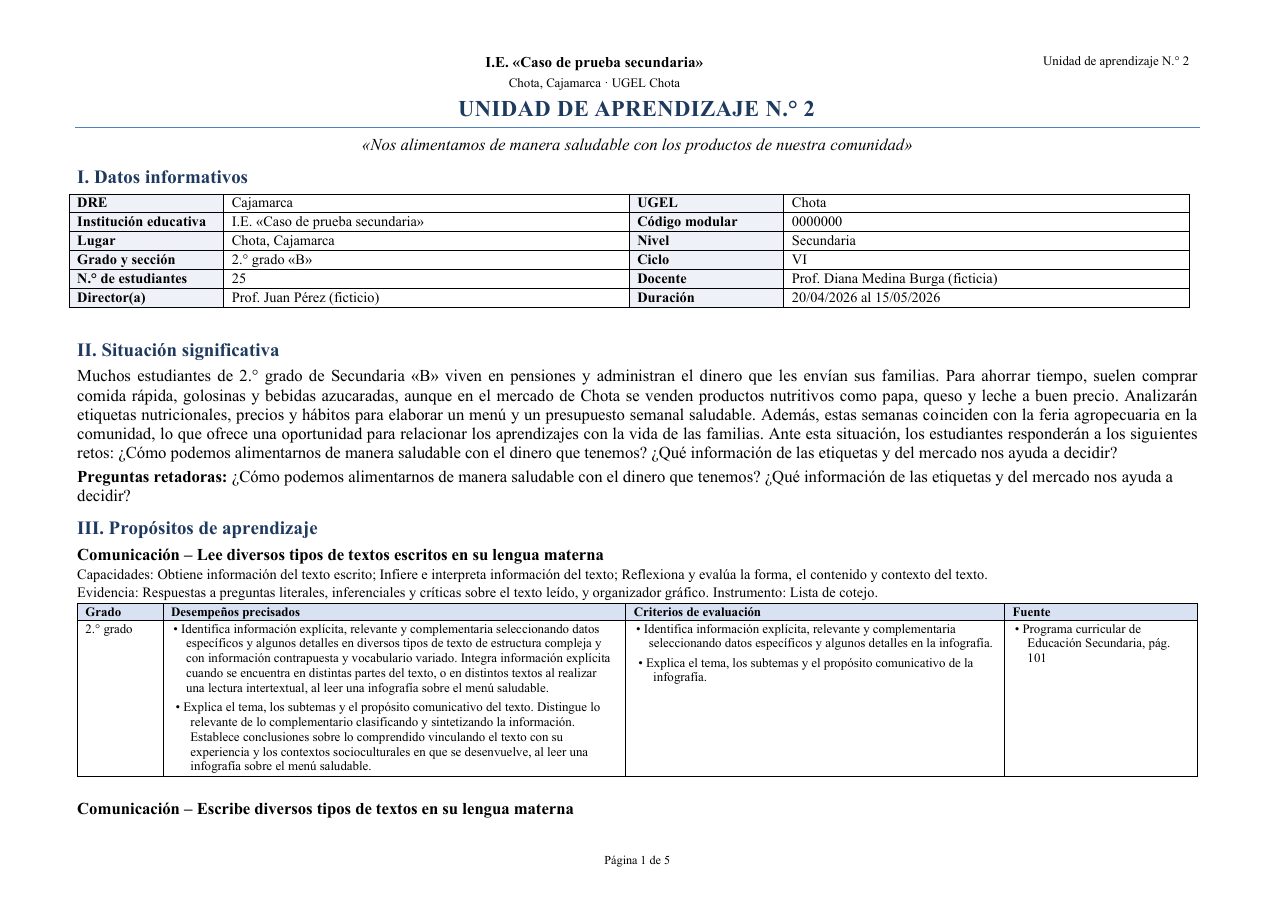 I.E. «Caso de prueba secundaria»
Unidad de aprendizaje N.° 2
Chota, Cajamarca · UGEL Chota
UNIDAD DE APRENDIZAJE N.° 2
«Nos alimentamos de manera saludable con los productos de nuestra comunidad»
I. Datos informativos
DRE Cajamarca UGEL Chota
Institución educativa I.E. «Caso de prueba secundaria» Código modular 0000000
Lugar Chota, Cajamarca Nivel Secundaria
Grado y sección 2.° grado «B» Ciclo VI
N.° de estudiantes 25 Docente Prof. Diana Medina Burga (ficticia)
Director(a) Prof. Juan Pérez (ficticio) Duración 20/04/2026 al 15/05/2026
II. Situación significativa
Muchos estudiantes de 2.° grado de Secundaria «B» viven en pensiones y administran el dinero que les envían sus familias. Para ahorrar tiempo, suelen comprar
comida rápida, golosinas y bebidas azucaradas, aunque en el mercado de Chota se venden productos nutritivos como papa, queso y leche a buen precio. Analizarán
etiquetas nutricionales, precios y hábitos para elaborar un menú y un presupuesto semanal saludable. Además, estas semanas coinciden con la feria agropecuaria en la
comunidad, lo que ofrece una oportunidad para relacionar los aprendizajes con la vida de las familias. Ante esta situación, los estudiantes responderán a los siguientes
retos: ¿Cómo podemos alimentarnos de manera saludable con el dinero que tenemos? ¿Qué información de las etiquetas y del mercado nos ayuda a decidir?
Preguntas retadoras: ¿Cómo podemos alimentarnos de manera saludable con el dinero que tenemos? ¿Qué información de las etiquetas y del mercado nos ayuda a
decidir?
III. Propósitos de aprendizaje
Comunicación – Lee diversos tipos de textos escritos en su lengua materna
Capacidades: Obtiene información del texto escrito; Infiere e interpreta información del texto; Reflexiona y evalúa la forma, el contenido y contexto del texto.
Evidencia: Respuestas a preguntas literales, inferenciales y críticas sobre el texto leído, y organizador gráfico. Instrumento: Lista de cotejo.
Grado Desempeños precisados Criterios de evaluación Fuente
2.° grado
• Identifica información explícita, relevante y complementaria seleccionando datos
específicos y algunos detalles en diversos tipos de texto de estructura compleja y
con información contrapuesta y vocabulario variado. Integra información explícita
cuando se encuentra en distintas partes del texto, o en distintos textos al realizar
una lectura intertextual, al leer una infografía sobre el menú saludable.
• Explica el tema, los subtemas y el propósito comunicativo del texto. Distingue lo
relevante de lo complementario clasificando y sintetizando la información.
Establece conclusiones sobre lo comprendido vinculando el texto con su
experiencia y los contextos socioculturales en que se desenvuelve, al leer una
infografía sobre el menú saludable.
• Identifica información explícita, relevante y complementaria
seleccionando datos específicos y algunos detalles en la infografía.
• Explica el tema, los subtemas y el propósito comunicativo de la
infografía.
• Programa curricular de
Educación Secundaria, pág.
101
Comunicación – Escribe diversos tipos de textos en su lengua materna
Página 1 de 5